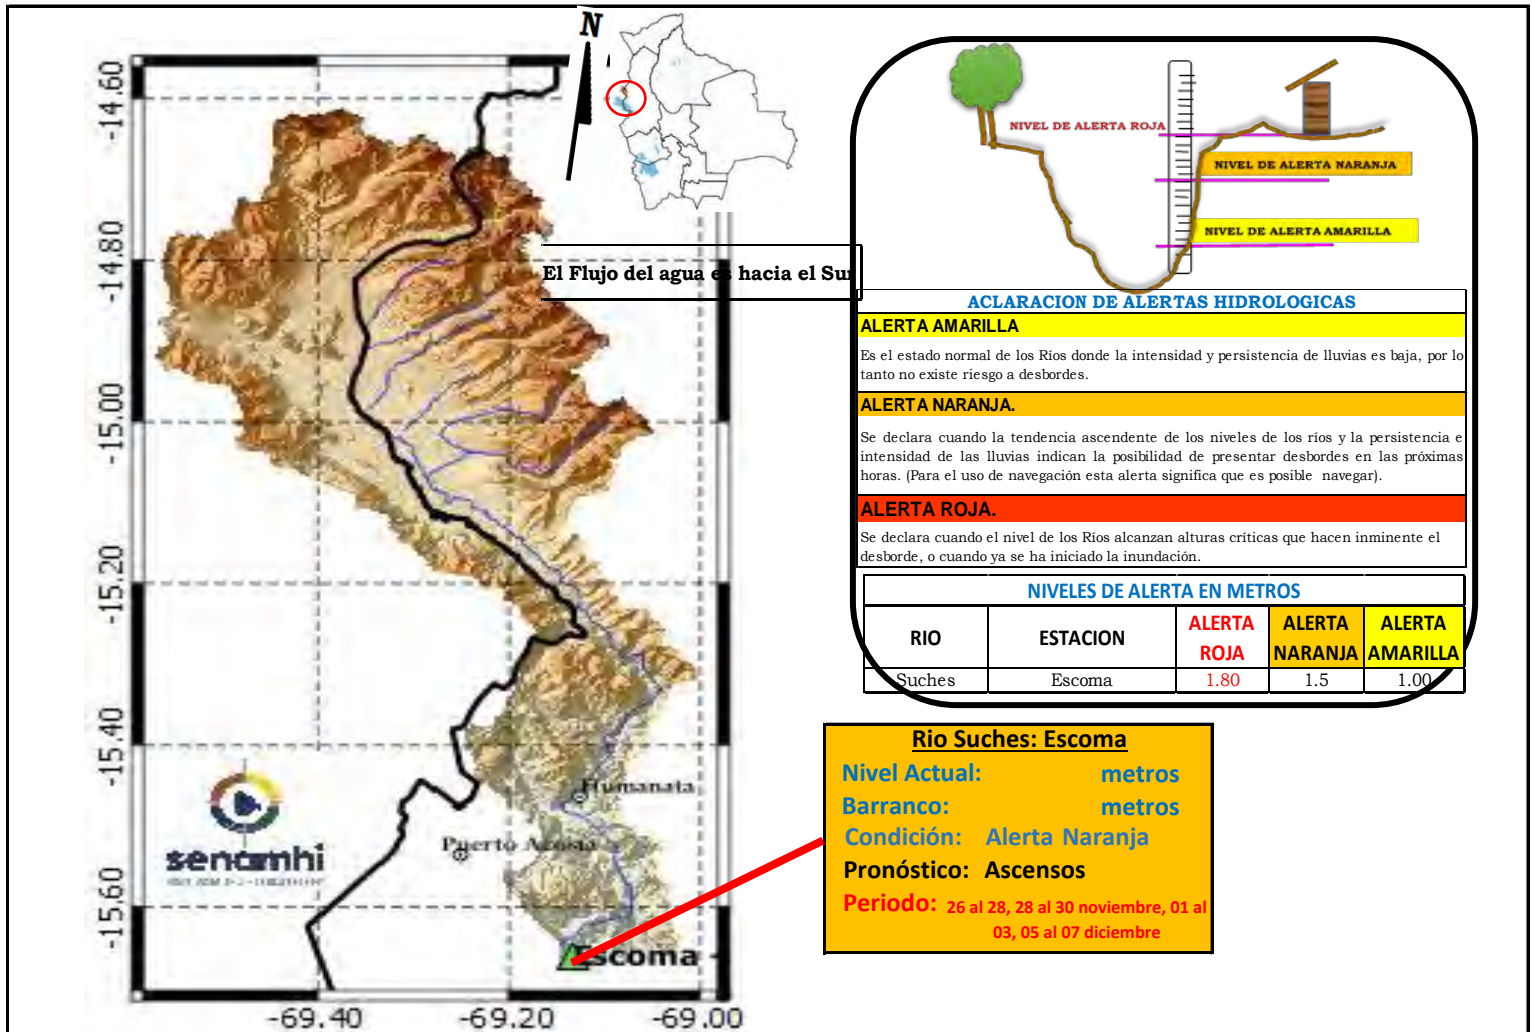 N
-14.60
-14.80
-15.00
-15.20
-15.40
-15.60
-69.40
-69.20
-69.00
El Flujo del agua es hacia el Sur
Humanata
Puerto Acosta
Escoma
senamhi
NIVEL DE ALERTA ROJA
NIVEL DE ALERTA NARANJA
NIVEL DE ALERTA AMARILLA
ACLARACION DE ALERTAS HIDROLOGICAS
ALERTA AMARILLA
Es el estado normal de los Ríos donde la intensidad y persistencia de lluvias es baja, por lo
tanto no existe riesgo a desbordes.
ALERTA NARANJA.
Se declara cuando la tendencia ascendente de los niveles de los ríos y la persistencia e
intensidad de las lluvias indican la posibilidad de presentar desbordes en las próximas
horas. (Para el uso de navegación esta alerta significa que es posible navegar).
ALERTA ROJA.
Se declara cuando el nivel de los Ríos alcanzan alturas críticas que hacen inminente el
desborde, o cuando ya se ha iniciado la inundación.
NIVELES DE ALERTA EN METROS
RIO ESTACION ALERTA ROJA ALERTA NARANJA ALERTA AMARILLA
Suches Escoma 1.80 1.5 1.00
Rio Suches: Escoma
Nivel Actual: metros
Barranco: metros
Condición: Alerta Naranja
Pronóstico: Ascensos
Periodo: 26 al 28, 28 al 30 noviembre, 01 al
03, 05 al 07 diciembre